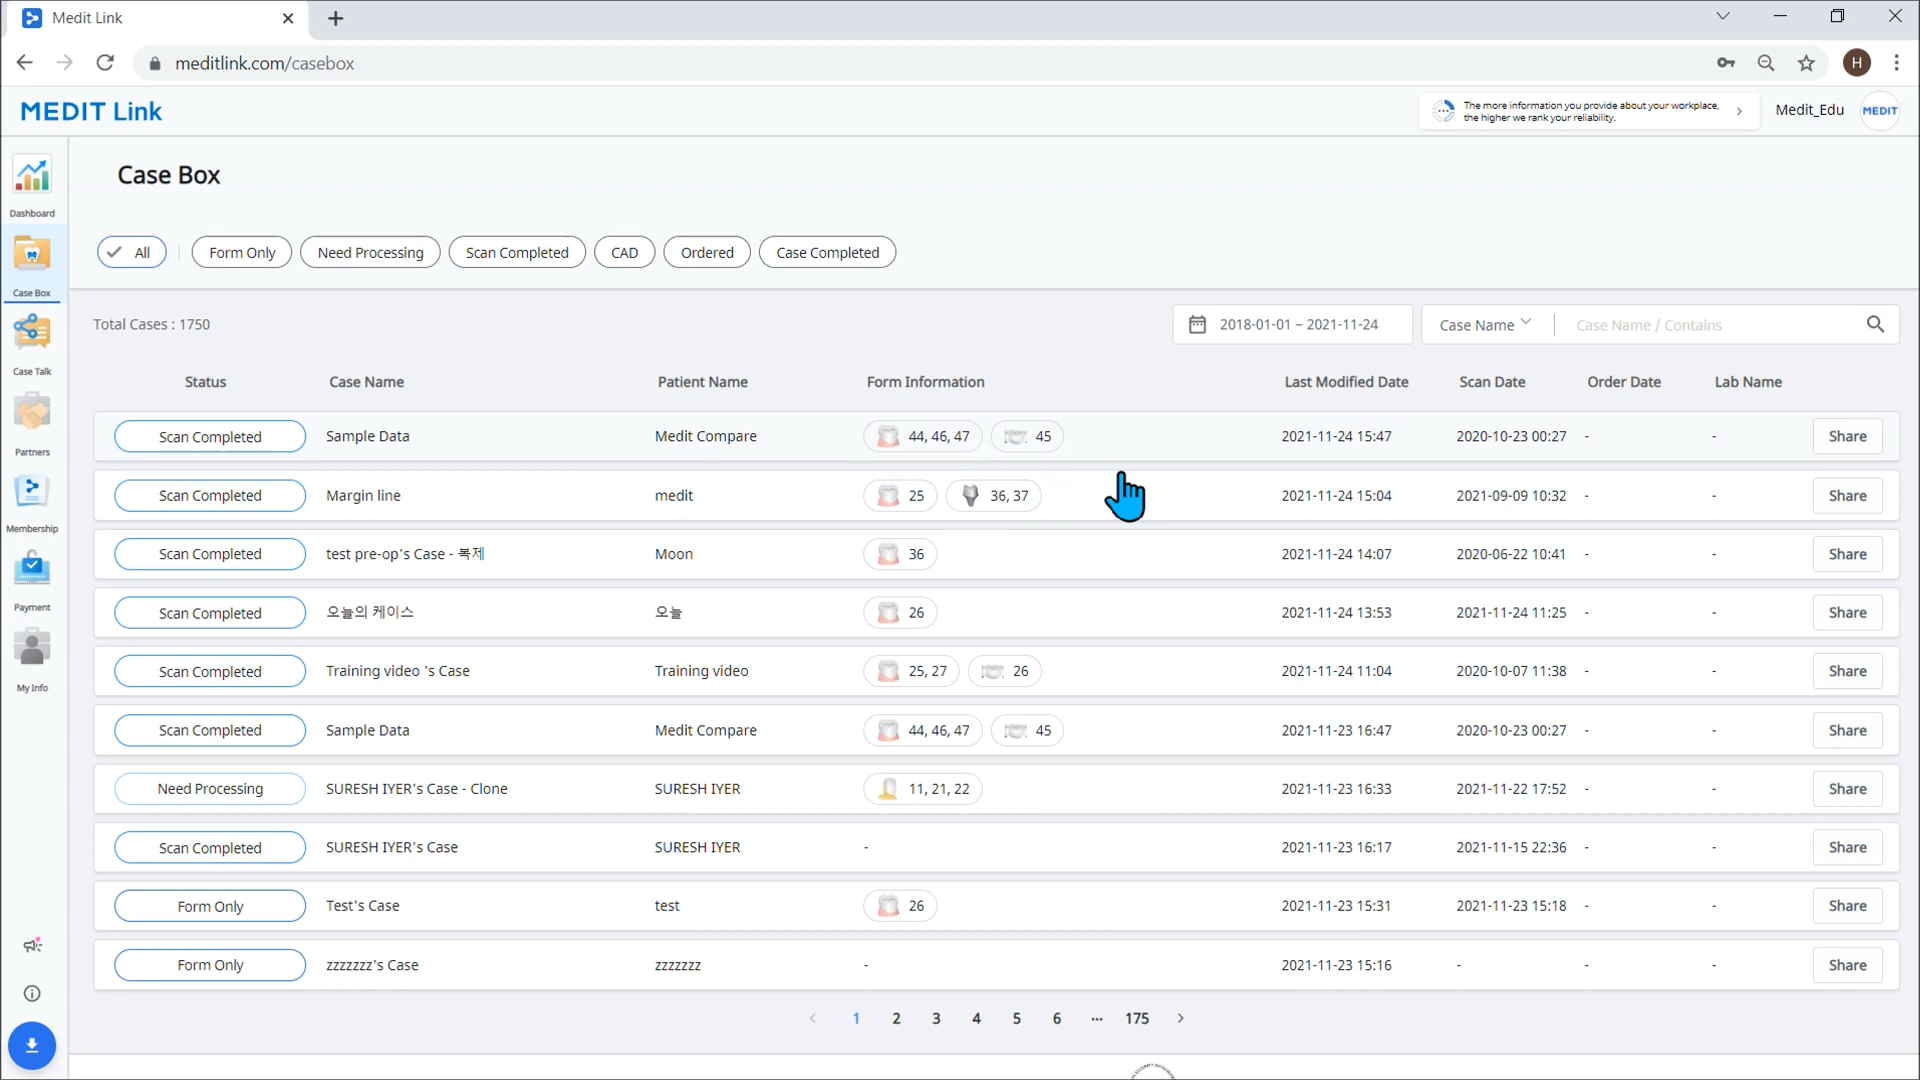 Medit Link
meditlink.com/casebox
H
MEDIT Link
The more information you provide about your workplace,
the higher we rank your reliability.
Medit_Edu
MEDIT
Dashboard
Case Box
Case Talk
Partners
Membership
Payment
My Info
Case Box
All
Form Only
Need Processing
Scan Completed
CAD
Ordered
Case Completed
Total Cases : 1750
2018-01-01 – 2021-11-24
Case Name
Case Name / Contains
Status Case Name Patient Name Form Information Last Modified Date Scan Date Order Date Lab Name
Scan Completed Sample Data Medit Compare 44, 46, 47 45 2021-11-24 15:47 2020-10-23 00:27 - - Share
Scan Completed Margin line medit 25 36, 37 2021-11-24 15:04 2021-09-09 10:32 - - Share
Scan Completed test pre-op's Case - 복제 Moon 36 2021-11-24 14:07 2020-06-22 10:41 - - Share
Scan Completed 오늘의 케이스 오늘 26 2021-11-24 13:53 2021-11-24 11:25 - - Share
Scan Completed Training video 's Case Training video 25, 27 26 2021-11-24 11:04 2020-10-07 11:38 - - Share
Scan Completed Sample Data Medit Compare 44, 46, 47 45 2021-11-23 16:47 2020-10-23 00:27 - - Share
Need Processing SURESH IYER's Case - Clone SURESH IYER 11, 21, 22 2021-11-23 16:33 2021-11-22 17:52 - - Share
Scan Completed SURESH IYER's Case SURESH IYER - 2021-11-23 16:17 2021-11-15 22:36 - - Share
Form Only Test's Case test 26 2021-11-23 15:31 2021-11-23 15:18 - - Share
Form Only zzzzzzz's Case zzzzzzz - 2021-11-23 15:16 - - - Share
1 2 3 4 5 6 ... 175